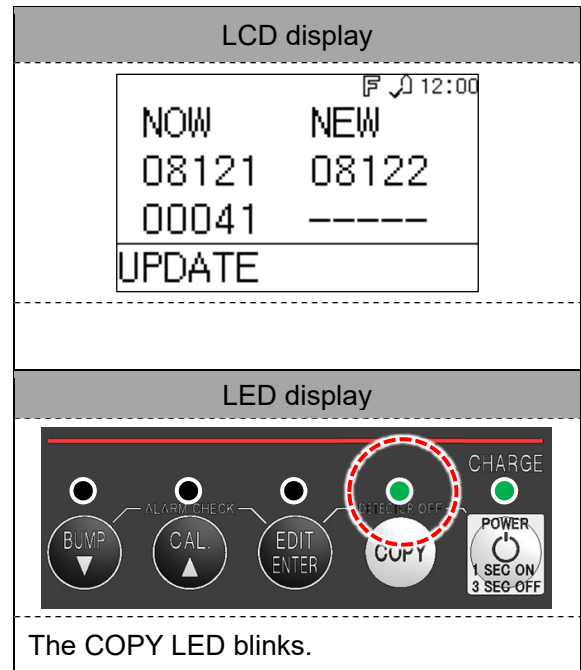 LCD display
12:00
NOW NEW
08121 08122
00041 -----
UPDATE
LED display
CHARGE
ALARM CHECK DETECTOR OFF
BUMP CAL. EDIT ENTER COPY POWER
1 SEC ON
3 SEC OFF
The COPY LED blinks.